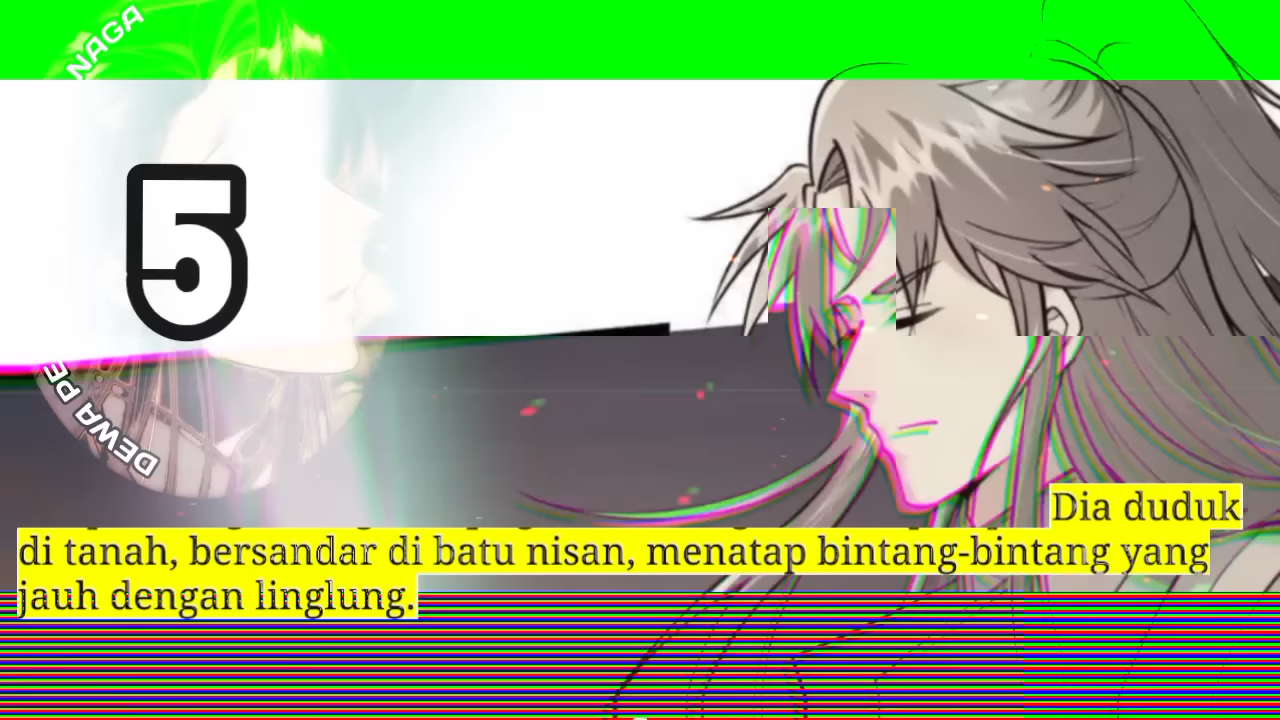 NAGA
5
DEWA PE
Dia duduk
di tanah, bersandar di batu nisan, menatap bintang-bintang yang
jauh dengan linglung.